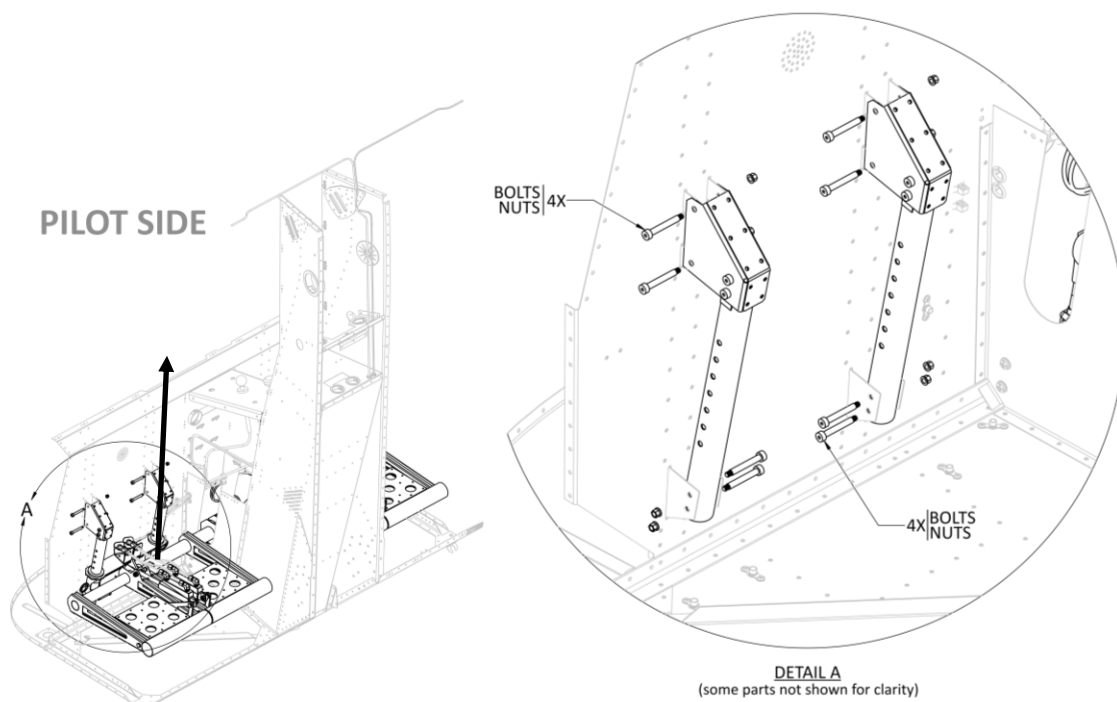 PILOT SIDE
A
BOLTS
NUTS
4X
4X
BOLTS
NUTS
DETAIL A
(some parts not shown for clarity)